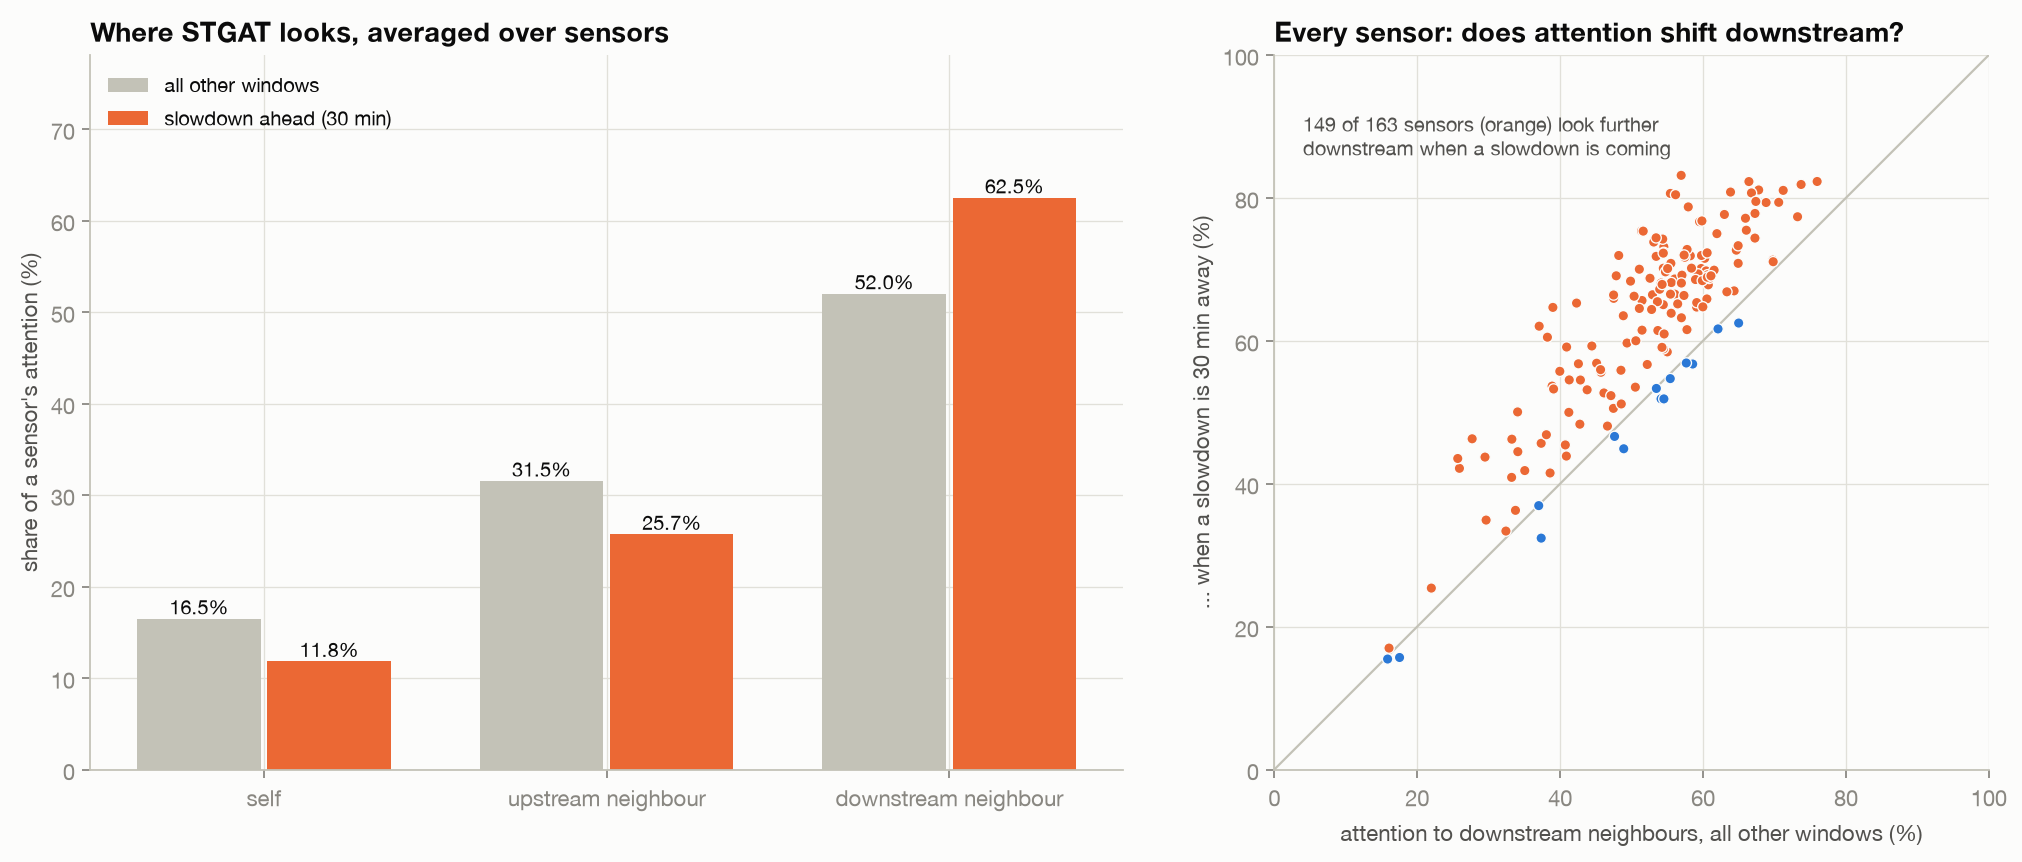 Where STGAT looks, averaged over sensors
all other windows
slowdown ahead (30 min)
share of a sensor's attention (%)
70
60
50
40
30
20
10
0
16.5%
11.8%
31.5%
25.7%
52.0%
62.5%
self
upstream neighbour
downstream neighbour
Every sensor: does attention shift downstream?
149 of 163 sensors (orange) look further
downstream when a slowdown is coming
... when a slowdown is 30 min away (%)
100
80
60
40
20
0
0
20
40
60
80
100
attention to downstream neighbours, all other windows (%)